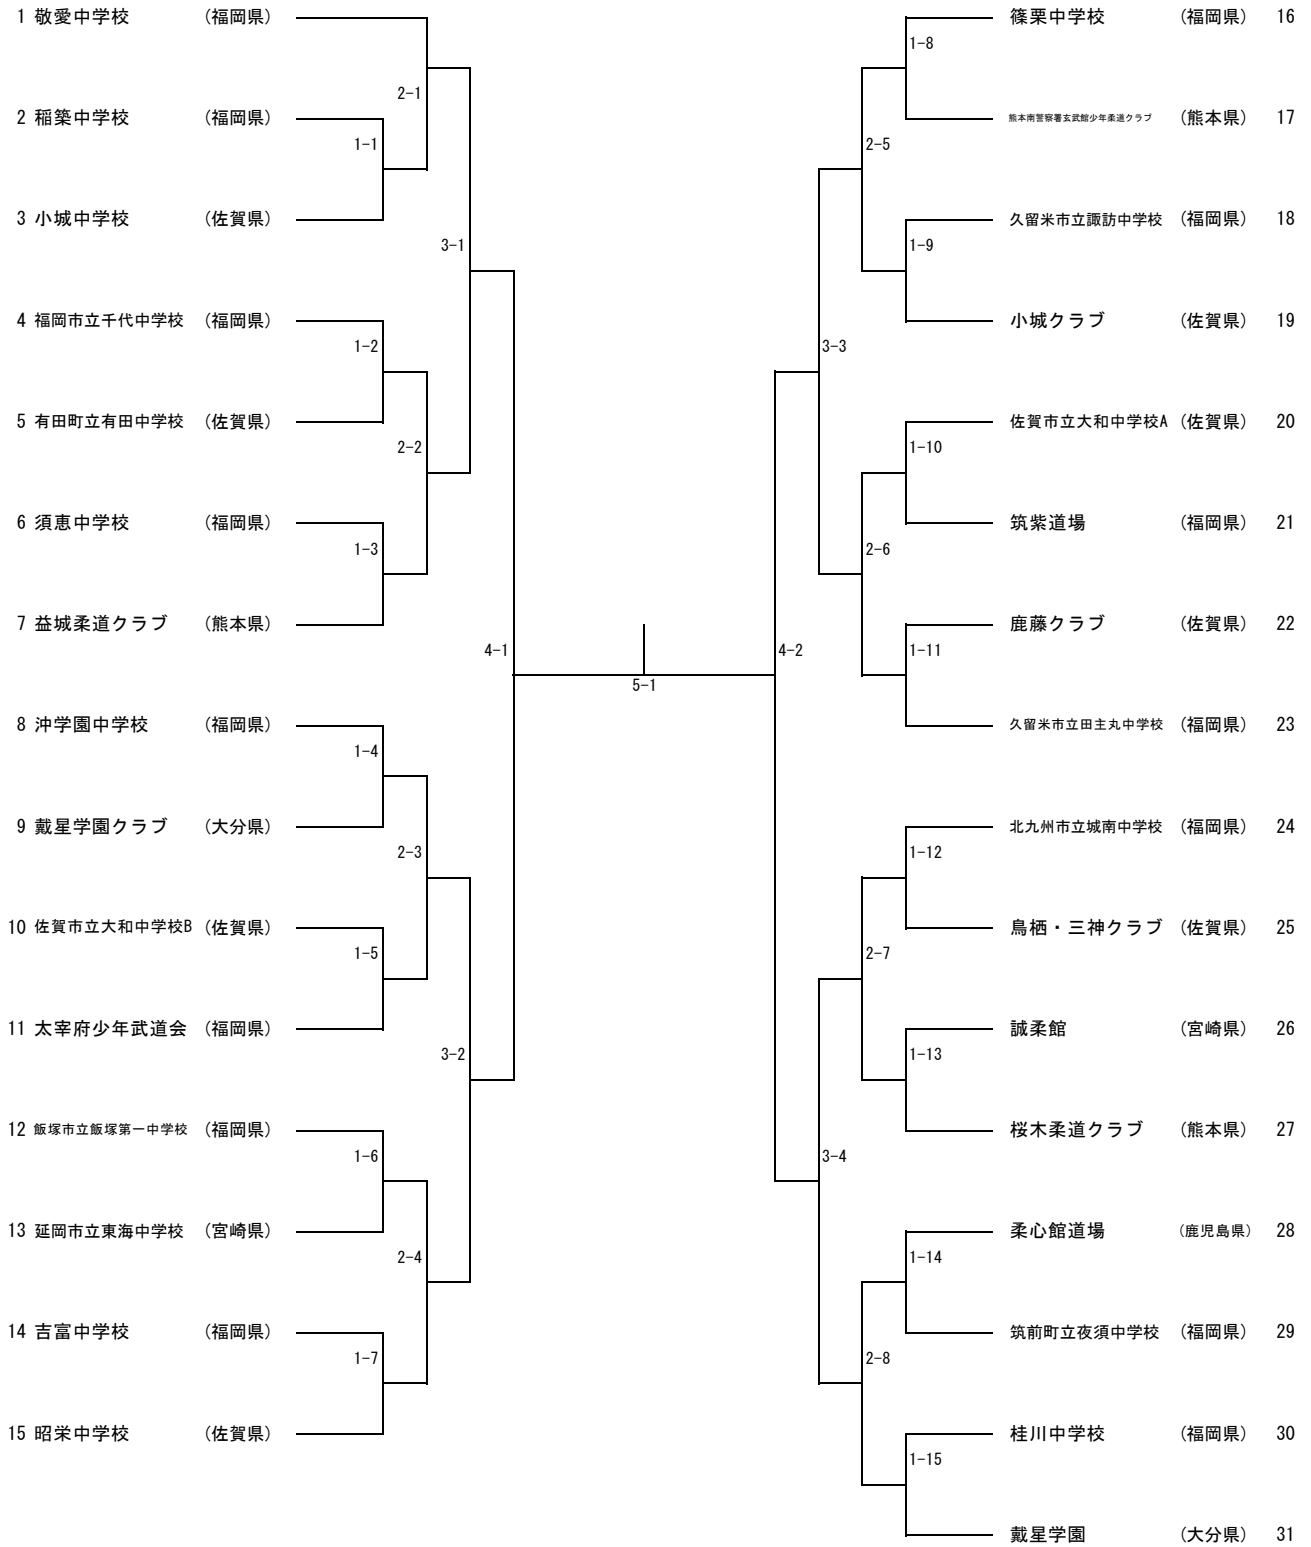 1 敬愛中学校 (福岡県)
2 稲築中学校 (福岡県)
3 小城中学校 (佐賀県)
4 福岡市立千代中学校 (福岡県)
5 有田町立有田中学校 (佐賀県)
6 須恵中学校 (福岡県)
7 益城柔道クラブ (熊本県)
8 沖学園中学校 (福岡県)
9 戴星学園クラブ (大分県)
10 佐賀市立大和中学校B (佐賀県)
11 太宰府少年武道会 (福岡県)
12 飯塚市立飯塚第一中学校 (福岡県)
13 延岡市立東海中学校 (宮崎県)
14 吉富中学校 (福岡県)
15 昭栄中学校 (佐賀県)
1-1
1-2
1-3
1-4
1-5
1-6
1-7
2-1
2-2
2-3
2-4
3-1
3-2
4-1
5-1
4-2
3-3
3-4
2-5
2-6
2-7
2-8
1-8
1-9
1-10
1-11
1-12
1-13
1-14
1-15
篠栗中学校 (福岡県) 16
熊本南警察署玄武館少年柔道クラブ (熊本県) 17
久留米市立諏訪中学校 (福岡県) 18
小城クラブ (佐賀県) 19
佐賀市立大和中学校A (佐賀県) 20
筑紫道場 (福岡県) 21
鹿藤クラブ (佐賀県) 22
久留米市立田主丸中学校 (福岡県) 23
北九州市立城南中学校 (福岡県) 24
鳥栖・三神クラブ (佐賀県) 25
誠柔館 (宮崎県) 26
桜木柔道クラブ (熊本県) 27
柔心館道場 (鹿児島県) 28
筑前町立夜須中学校 (福岡県) 29
桂川中学校 (福岡県) 30
戴星学園 (大分県) 31